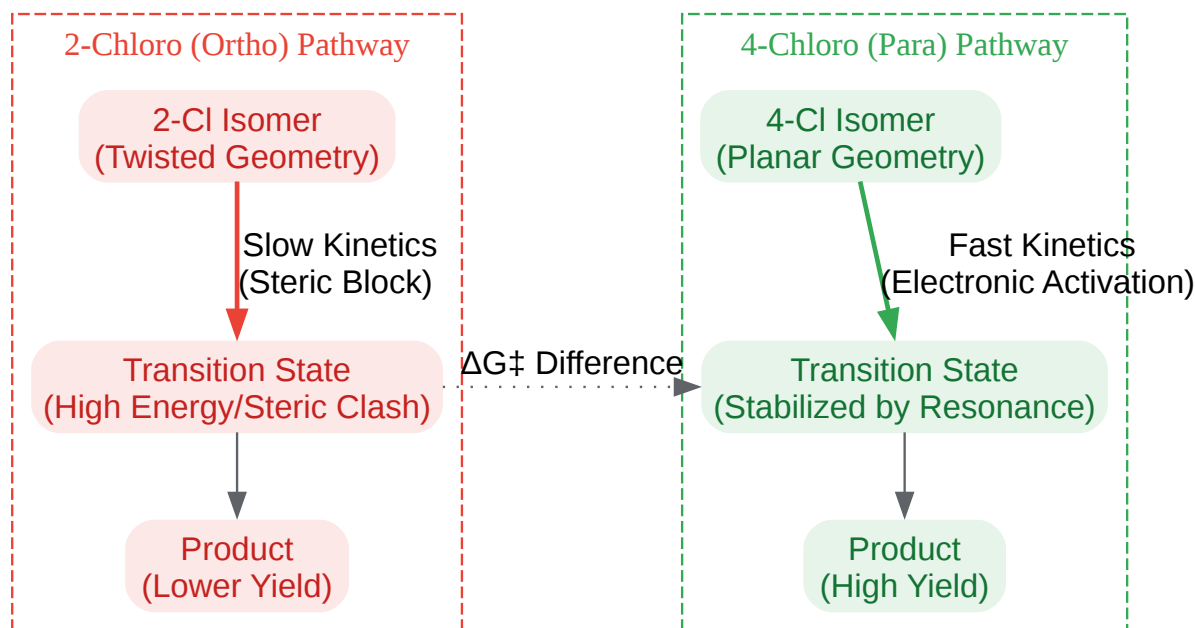 2-Chloro (Ortho) Pathway
2-Cl Isomer
(Twisted Geometry)
Slow Kinetics
(Steric Block)
Transition State
(High Energy/Steric Clash)
Product
(Lower Yield)
ΔG‡ Difference
4-Chloro (Para) Pathway
4-Cl Isomer
(Planar Geometry)
Fast Kinetics
(Electronic Activation)
Transition State
(Stabilized by Resonance)
Product
(High Yield)